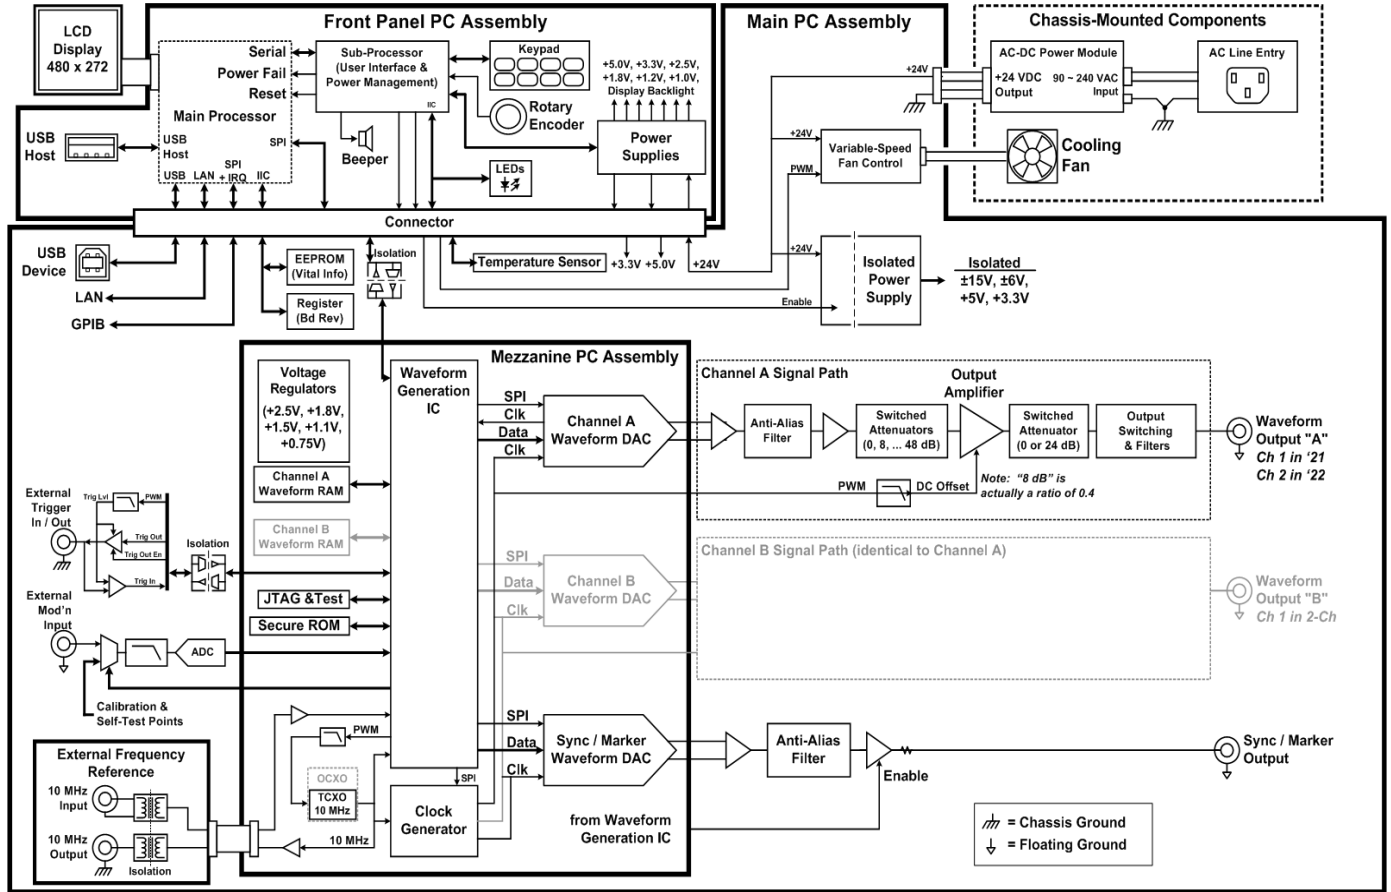 Front Panel PC Assembly
Main PC Assembly
Chassis-Mounted Components
LCD
Display
480 x 272
Serial
Power Fail
Reset
Main Processor
USB
Host
SPI
USB
LAN
SPI
+ IRQ
IIC
Sub-Processor
(User Interface &
Power Management)
IIC
Beeper
Keypad
Rotary
Encoder
LEDs
+5.0V, +3.3V, +2.5V,
+1.8V, +1.2V, +1.0V,
Display Backlight
Power
Supplies
USB
Host
Connector
+24V
AC-DC Power Module
+24 VDC
Output
90 ~ 240 VAC
Input
AC Line Entry
+24V
PWM
Variable-Speed
Fan Control
Cooling
Fan
USB
Device
LAN
GPIB
EEPROM
(Vital Info)
Register
(Bd Rev)
Isolation
Temperature Sensor
+3.3V
+5.0V
+24V
+24V
Enable
Isolated
Power
Supply
Isolated
±15V, ±6V,
+5V, +3.3V
Mezzanine PC Assembly
Voltage
Regulators
(+2.5V, +1.8V,
+1.5V, +1.1V,
+0.75V)
Channel A
Waveform RAM
Channel B
Waveform RAM
JTAG &Test
Secure ROM
Waveform
Generation
IC
SPI
Clk
Data
Clk
Channel A
Waveform DAC
Channel A Signal Path
Anti-Alias
Filter
Switched
Attenuators
(0, 8, ... 48 dB)
Output
Amplifier
Switched
Attenuator
(0 or 24 dB)
Output
Switching
& Filters
Waveform
Output "A"
Ch 1 in ‘21
Ch 2 in ‘22
PWM
DC Offset
Note: “8 dB” is
actually a ratio of 0.4
SPI
Data
Clk
Channel B
Waveform DAC
Channel B Signal Path (identical to Channel A)
Waveform
Output "B"
Ch 1 in 2-Ch
External
Trigger
In / Out
Trig Lvl
PWM
Trig Out
Trig Out En
Trig In
Isolation
External
Mod’n
Input
ADC
Calibration &
Self-Test Points
SPI
Data
Clk
Sync / Marker
Waveform DAC
Anti-Alias
Filter
Enable
Sync / Marker
Output
from Waveform
Generation IC
PWM
OCXO
TCXO
10 MHz
10 MHz
SPI
Clock
Generator
External Frequency
Reference
10 MHz
Input
10 MHz
Output
Isolation
= Chassis Ground
= Floating Ground